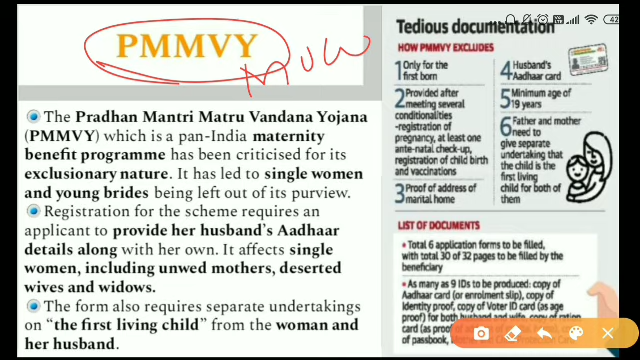 PMMVY
MoW
The Pradhan Mantri Matru Vandana Yojana
(PMMVY) which is a pan-India maternity
benefit programme has been criticised for its
exclusionary nature. It has led to single women
and young brides being left out of its purview.
Registration for the scheme requires an
applicant to provide her husband's Aadhaar
details along with her own. It affects single
women, including unwed mothers, deserted
wives and widows.
The form also requires separate undertakings
on "the first living child" from the woman and
her husband.
42
Tedious documentation
HOW PMMVY EXCLUDES
1 Only for the
first born
2 Provided after
meeting several
conditionalities
-registration of
pregnancy, at least one
ante-natal check-up,
registration of child birth
and vaccinations
3 Proof of address of
marital home
4 Husband's
Aadhaar card
5 Minimum age of
19 years
6 Father and mother
need to
give separate
undertaking that
the child is the
first living
child for both of
them
LIST OF DOCUMENTS
• Total 6 application forms to be filled,
with total 30 of 32 pages to be filled by the
beneficiary
• As many as 9 IDs to be produced: copy of
Aadhaar card (or enrolment slip), copy of
Identity proof, copy of Voter ID card (as age
proof) for both husband and wife, copy of ration
card (as proof of
of passbook,